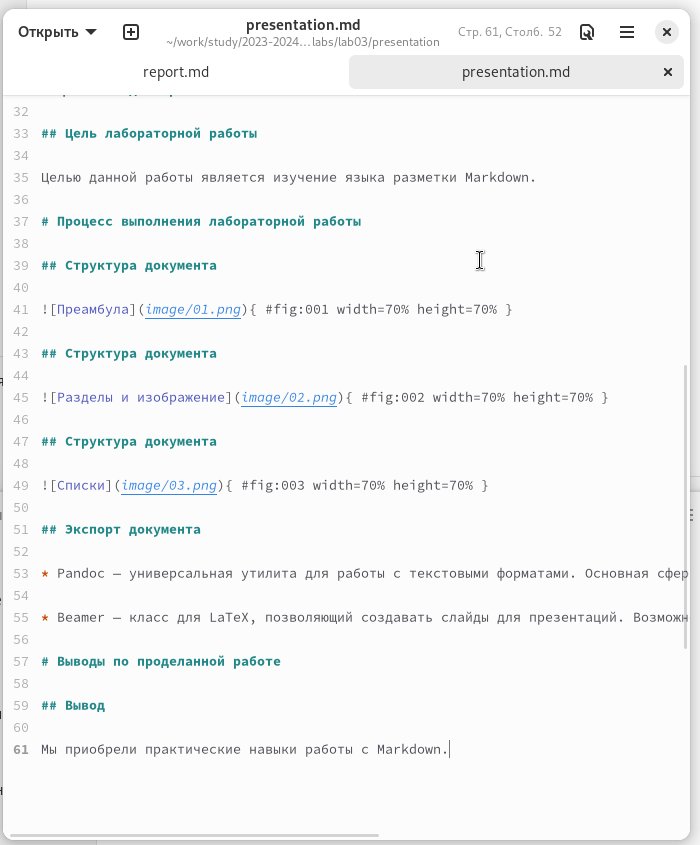 Открыть
presentation.md
~/work/study/2023-2024…labs/lab03/presentation
Стр. 61, Столб. 52
report.md
presentation.md
32
33 ## Цель лабораторной работы
34
35 Целью данной работы является изучение языка разметки Markdown.
36
37 # Процесс выполнения лабораторной работы
38
39 ## Структура документа
40
41 ![Преамбула](image/01.png){ #fig:001 width=70% height=70% }
42
43 ## Структура документа
44
45 ![Разделы и изображение](image/02.png){ #fig:002 width=70% height=70% }
46
47 ## Структура документа
48
49 ![Списки](image/03.png){ #fig:003 width=70% height=70% }
50
51 ## Экспорт документа
52
53 * Pandoc — универсальная утилита для работы с текстовыми форматами. Основная сфер
54
55 * Beamer — класс для LaTeX, позволяющий создавать слайды для презентаций. Возможн
56
57 # Выводы по проделанной работе
58
59 ## Вывод
60
61 Мы приобрели практические навыки работы с Markdown.